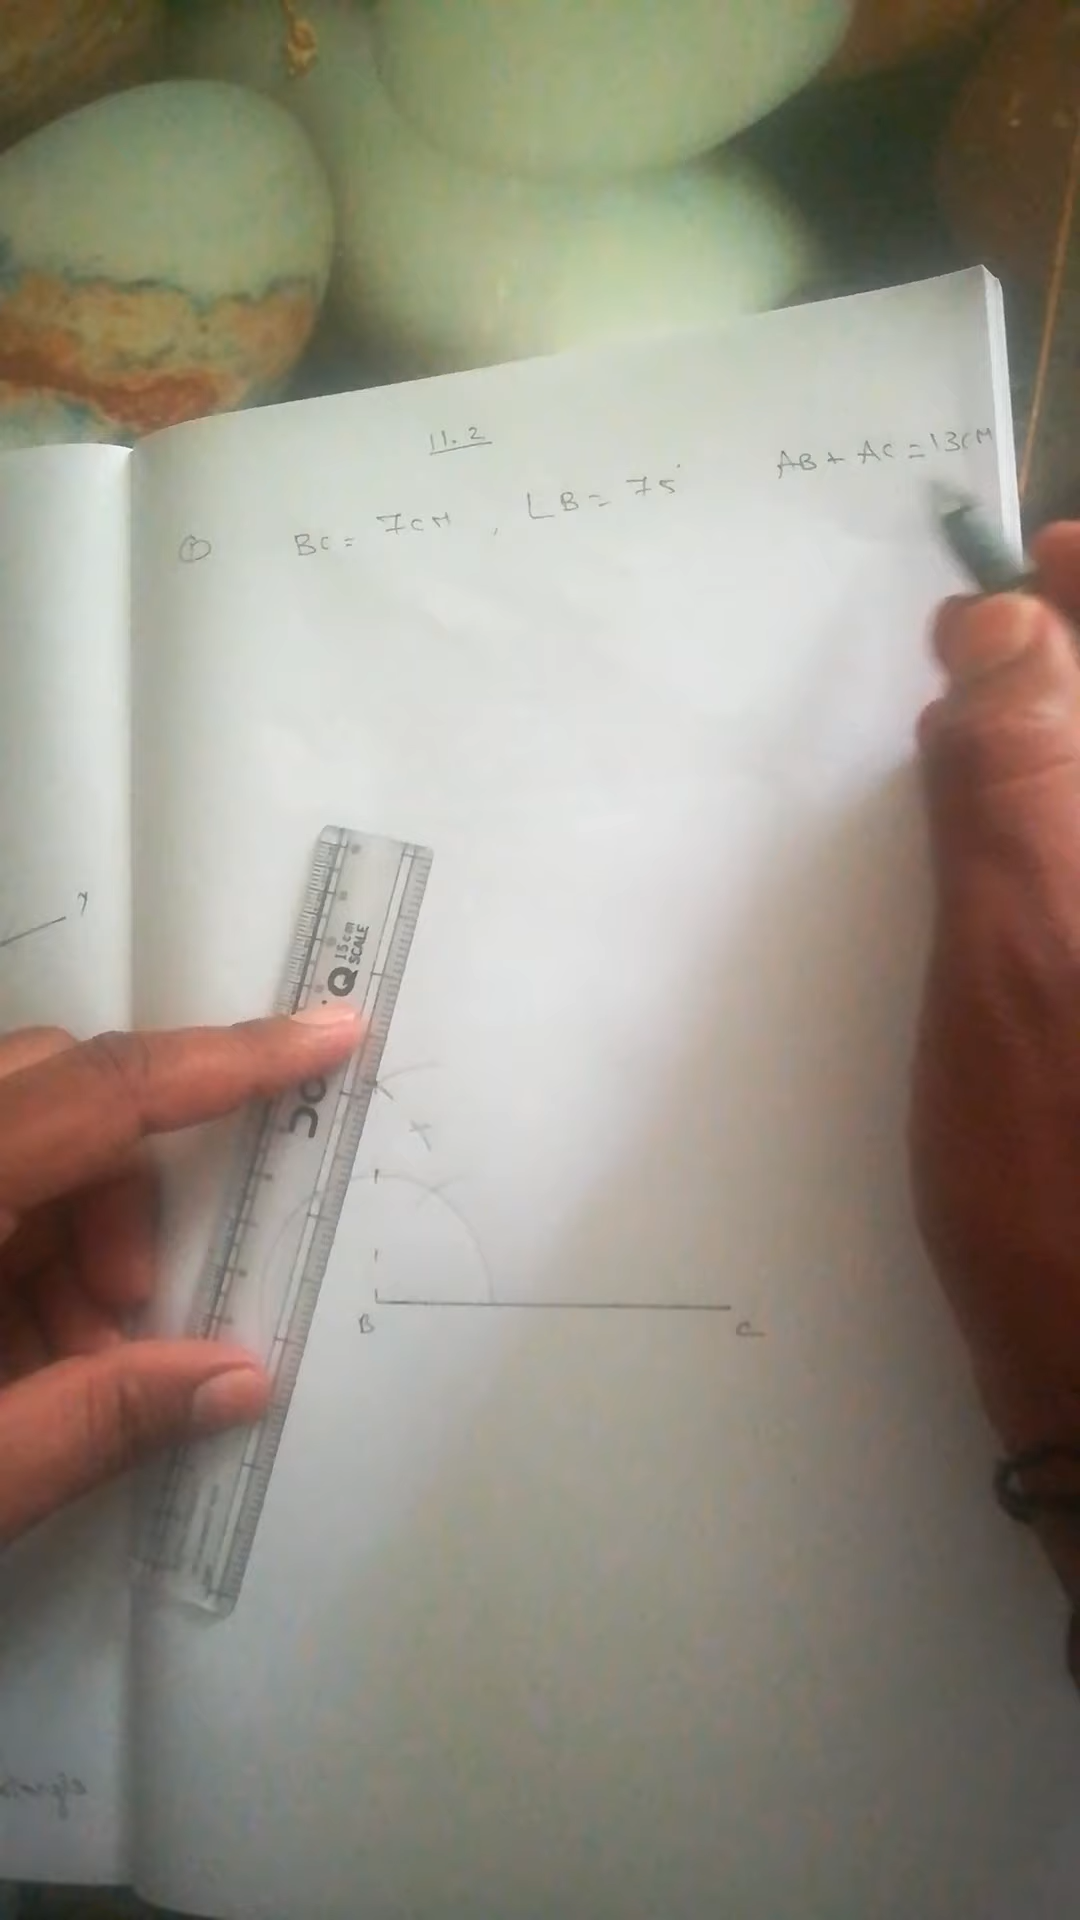 11.2
① BC = 7CM , ∠B = 75° AB + AC = 13CM
Q 15cm
SCALE
B C